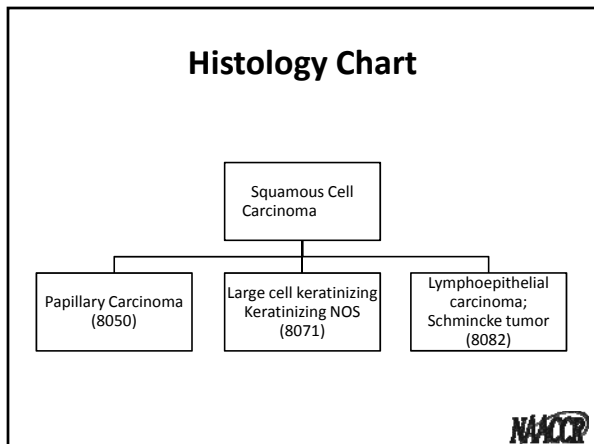 Histology Chart
Squamous Cell
Carcinoma
Papillary Carcinoma
(8050)
Large cell keratinizing
Keratinizing NOS
(8071)
Lymphoepithelial
carcinoma;
Schmincke tumor
(8082)
NAACCR